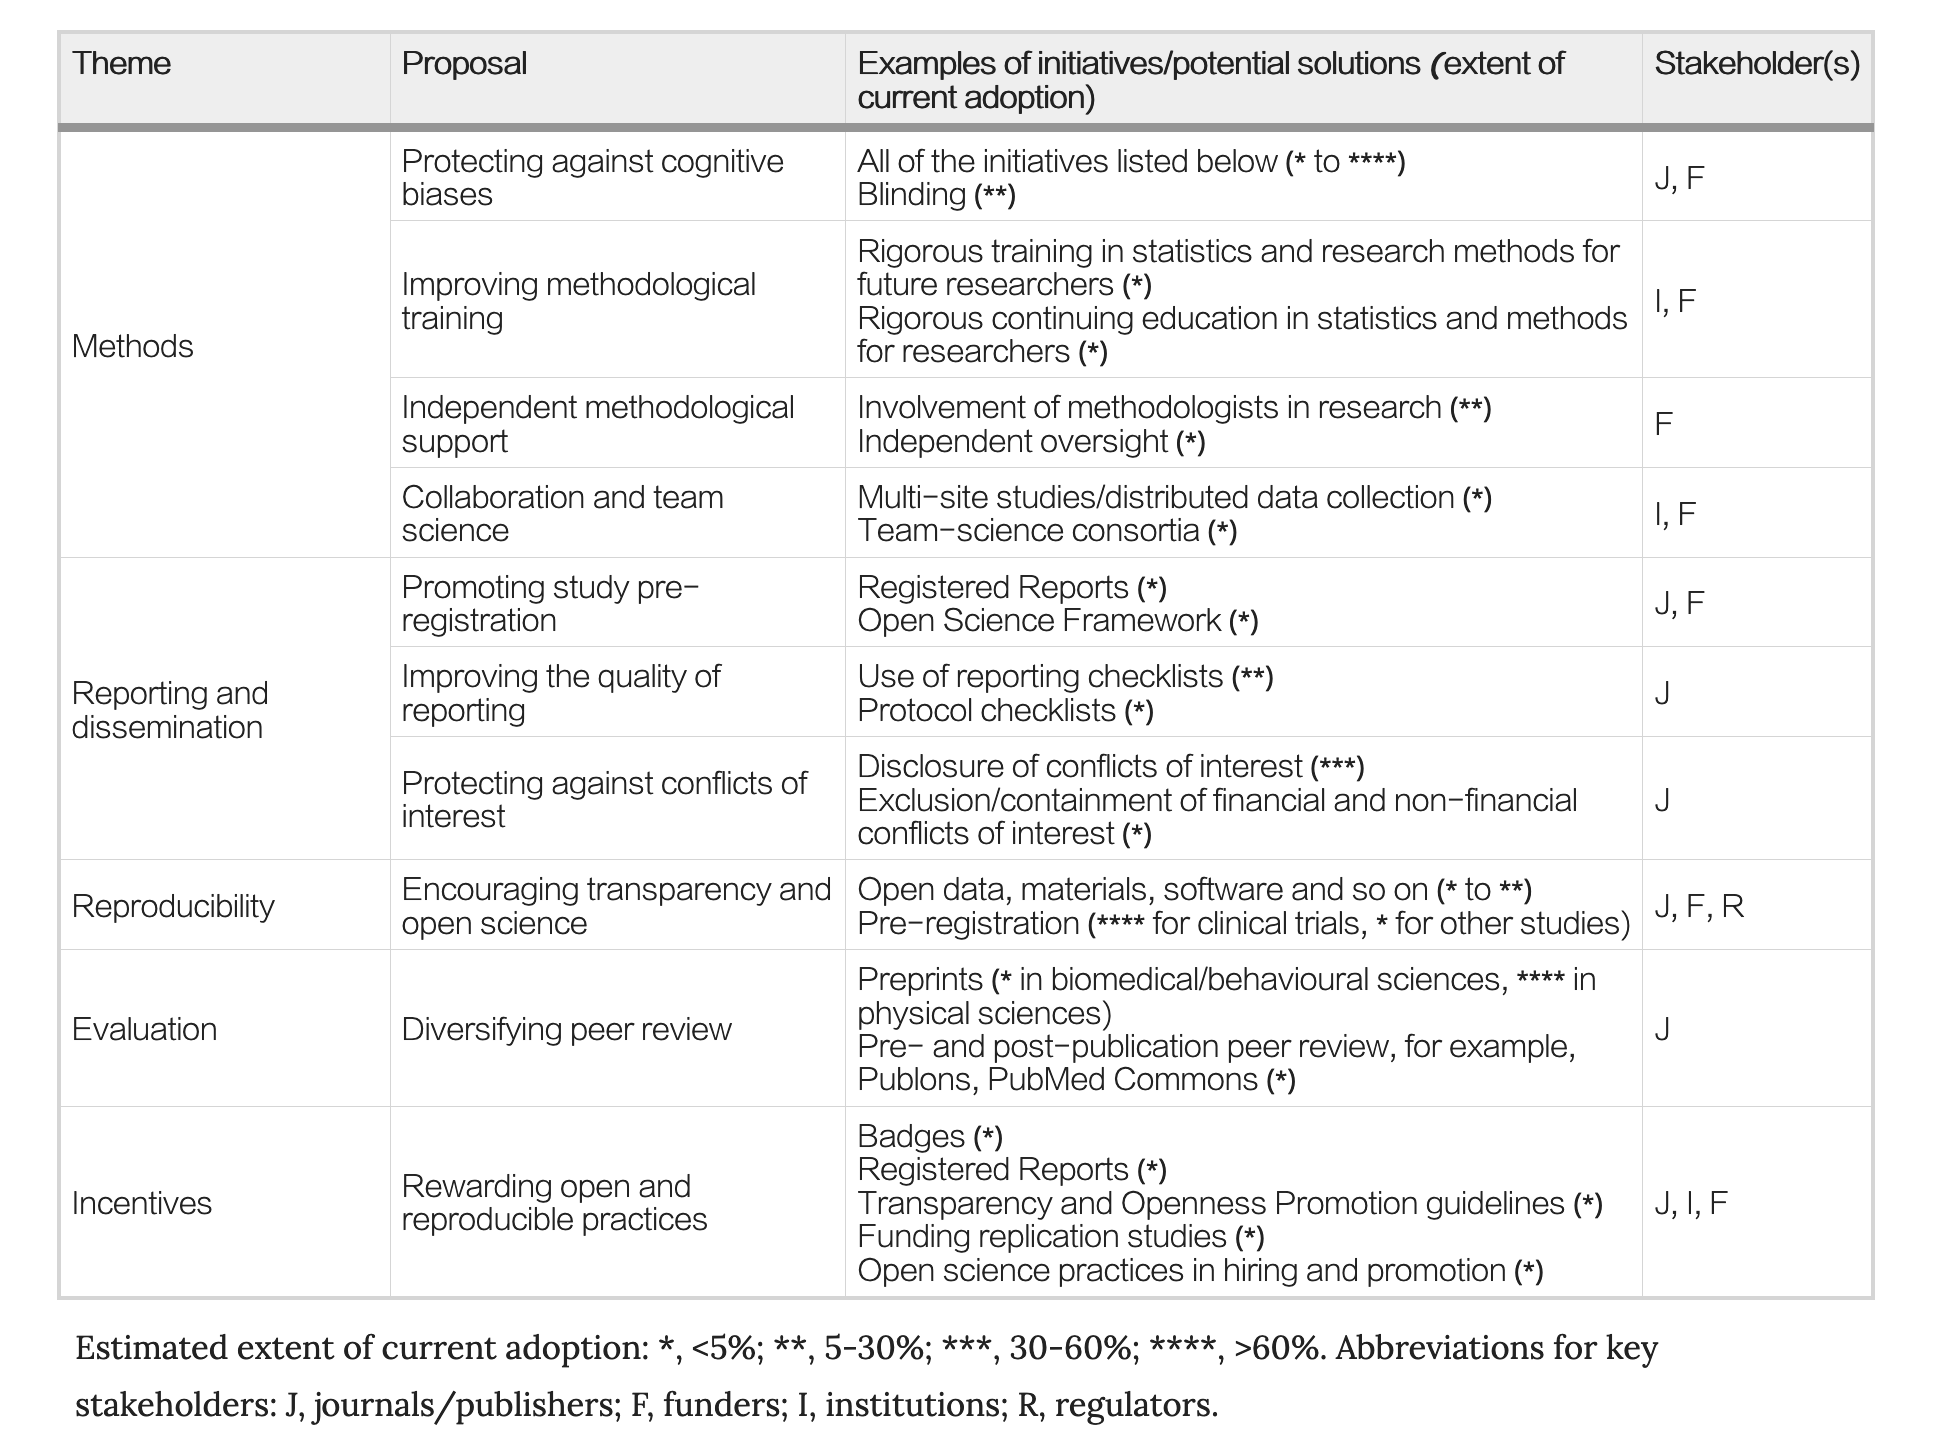 Theme
Proposal
Examples of initiatives/potential solutions (extent of
current adoption)
Stakeholder(s)
Methods
Protecting against cognitive
biases
All of the initiatives listed below (* to ****)
Blinding (**)
J, F
Improving methodological
training
Rigorous training in statistics and research methods for
future researchers (*)
Rigorous continuing education in statistics and methods
for researchers (*)
I, F
Independent methodological
support
Involvement of methodologists in research (**)
Independent oversight (*)
F
Collaboration and team
science
Multi-site studies/distributed data collection (*)
Team-science consortia (*)
I, F
Reporting and
dissemination
Promoting study pre-
registration
Registered Reports (*)
Open Science Framework (*)
J, F
Improving the quality of
reporting
Use of reporting checklists (**)
Protocol checklists (*)
J
Protecting against conflicts of
interest
Disclosure of conflicts of interest (***)
Exclusion/containment of financial and non-financial
conflicts of interest (*)
J
Reproducibility
Encouraging transparency and
open science
Open data, materials, software and so on (* to **)
Pre-registration (**** for clinical trials, * for other studies)
J, F, R
Evaluation
Diversifying peer review
Preprints (* in biomedical/behavioural sciences, **** in
physical sciences)
Pre- and post-publication peer review, for example,
Publons, PubMed Commons (*)
J
Incentives
Rewarding open and
reproducible practices
Badges (*)
Registered Reports (*)
Transparency and Openness Promotion guidelines (*)
Funding replication studies (*)
Open science practices in hiring and promotion (*)
J, I, F
Estimated extent of current adoption: *, <5%; **, 5-30%; ***, 30-60%; ****, >60%. Abbreviations for key
stakeholders: J, journals/publishers; F, funders; I, institutions; R, regulators.